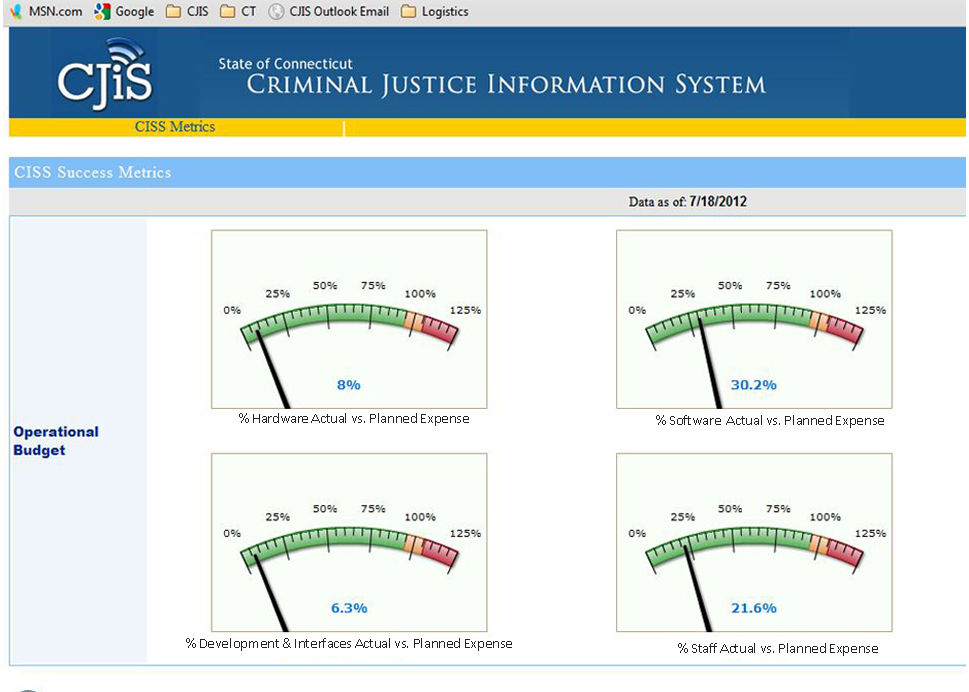 MSN.com Google CJIS CT CJIS Outlook Email Logistics
CJiS
State of Connecticut
CRIMINAL JUSTICE INFORMATION SYSTEM
CISS Metrics
CISS Success Metrics
Data as of: 7/18/2012
Operational
Budget
0% 25% 50% 75% 100% 125%
8%
% Hardware Actual vs. Planned Expense
0% 25% 50% 75% 100% 125%
30.2%
% Software Actual vs. Planned Expense
0% 25% 50% 75% 100% 125%
6.3%
% Development & Interfaces Actual vs. Planned Expense
0% 25% 50% 75% 100% 125%
21.6%
% Staff Actual vs. Planned Expense